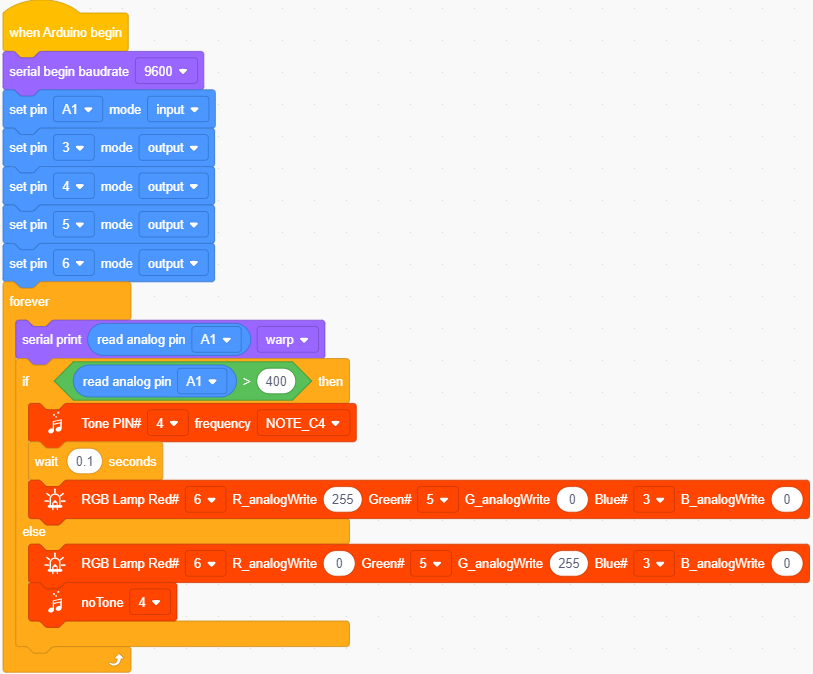 when Arduino begin
serial begin baudrate 9600
set pin A1 mode input
set pin 3 mode output
set pin 4 mode output
set pin 5 mode output
set pin 6 mode output
forever
serial print read analog pin A1 warp
if read analog pin A1 > 400 then
Tone PIN# 4 frequency NOTE_C4
wait 0.1 seconds
RGB Lamp Red# 6 R_analogWrite 255 Green# 5 G_analogWrite 0 Blue# 3 B_analogWrite 0
else
RGB Lamp Red# 6 R_analogWrite 0 Green# 5 G_analogWrite 255 Blue# 3 B_analogWrite 0
noTone 4